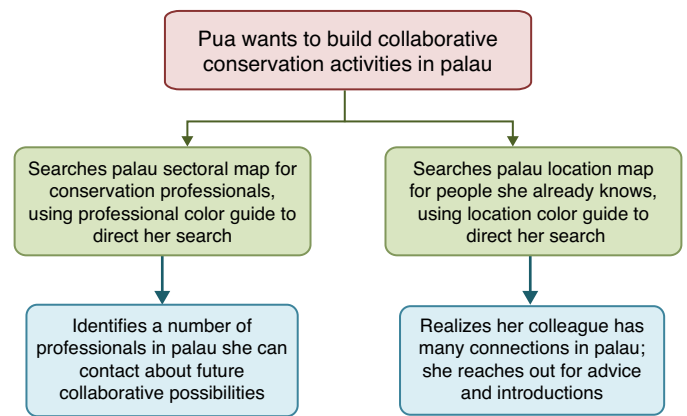 Pua wants to build collaborative
conservation activities in palau
Searches palau sectoral map for
conservation professionals,
using professional color guide to
direct her search
Searches palau location map
for people she already knows,
using location color guide to
direct her search
Identifies a number of
professionals in palau she can
contact about future
collaborative possibilities
Realizes her colleague has
many connections in palau;
she reaches out for advice
and introductions